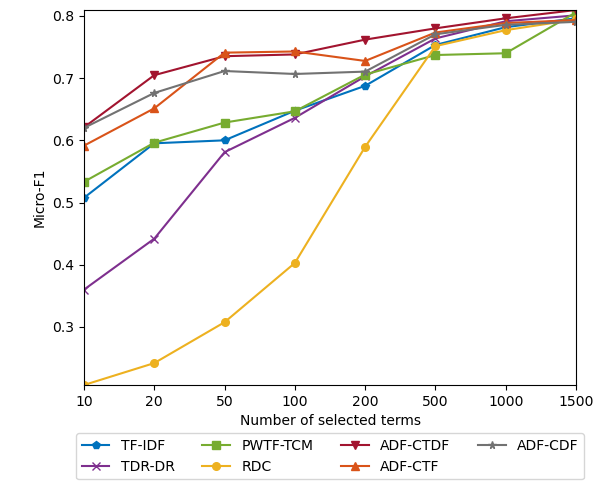 0.8
0.7
0.6
0.5
0.4
0.3
Micro-F1
10 20 50 100 200 500 1000 1500
Number of selected terms
TF-IDF PWTF-TCM ADF-CTDF ADF-CDF
TDR-DR RDC ADF-CTF